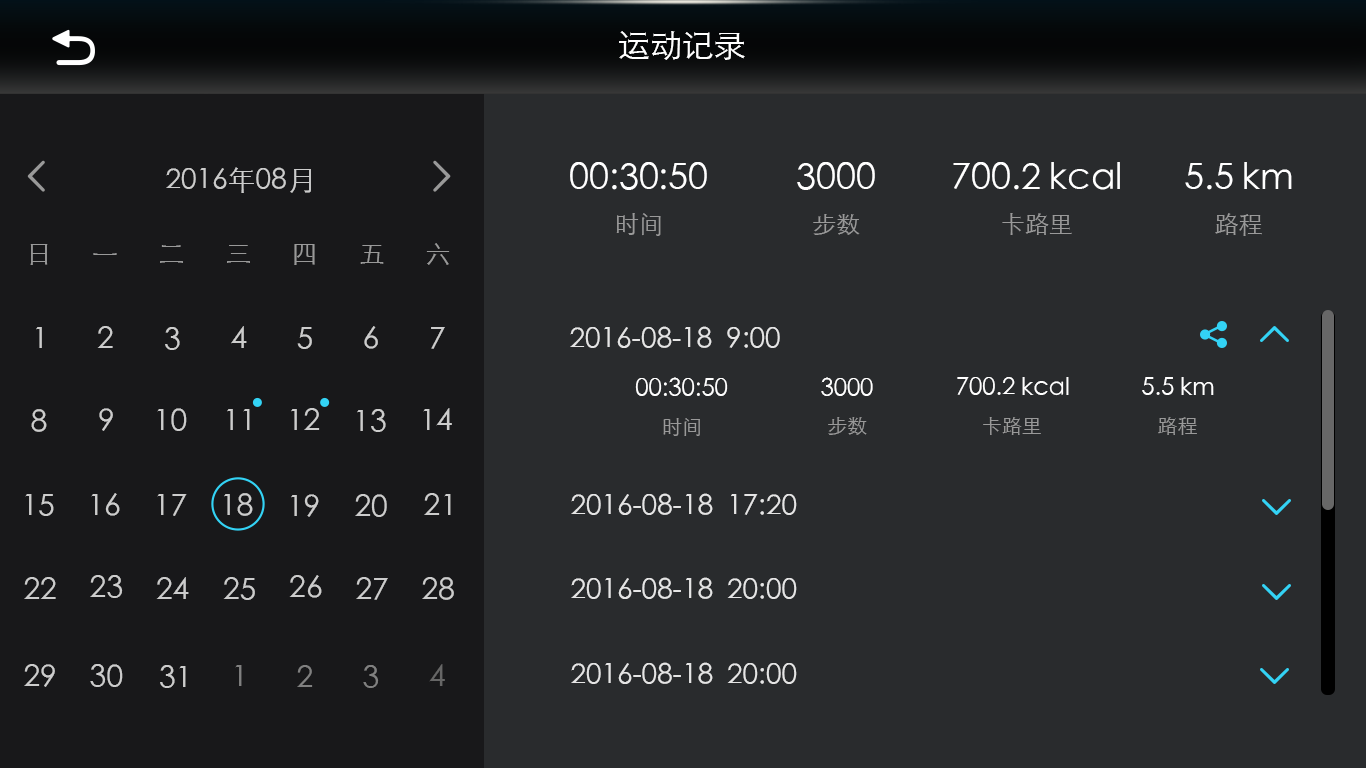 运动记录
2016年08月
日 一 二 三 四 五 六
1 2 3 4 5 6 7
8 9 10 11 12 13 14
15 16 17 18 19 20 21
22 23 24 25 26 27 28
29 30 31 1 2 3 4
00:30:50 3000 700.2 kcal 5.5 km
时间 步数 卡路里 路程
2016-08-18 9:00
00:30:50 3000 700.2 kcal 5.5 km
时间 步数 卡路里 路程
2016-08-18 17:20
2016-08-18 20:00
2016-08-18 20:00